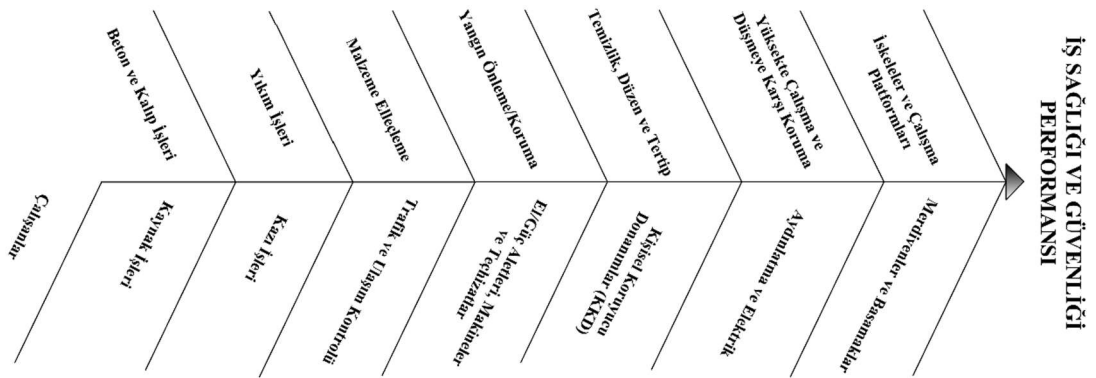 İŞ SAĞLIĞI VE GÜVENLİĞİ
PERFORMANSI
İskeleler ve Çalışma
Platformları
Yüksekte Çalışma ve
Düşmeye Karşı Koruma
Temizlik, Düzen ve Tertip
Yangın Önleme/Koruma
Malzeme Elleçleme
Yıkım İşleri
Beton ve Kalıp İşleri
Merdivenler ve Basamaklar
Aydınlatma ve Elektrik
Kişisel Koruyucu
Donanımlar (KKD)
El/Güç Aletleri, Makineler
ve Teçhizatlar
Trafik ve Ulaşım Kontrolü
Kazı İşleri
Kaynak İşleri
Çalışanlar